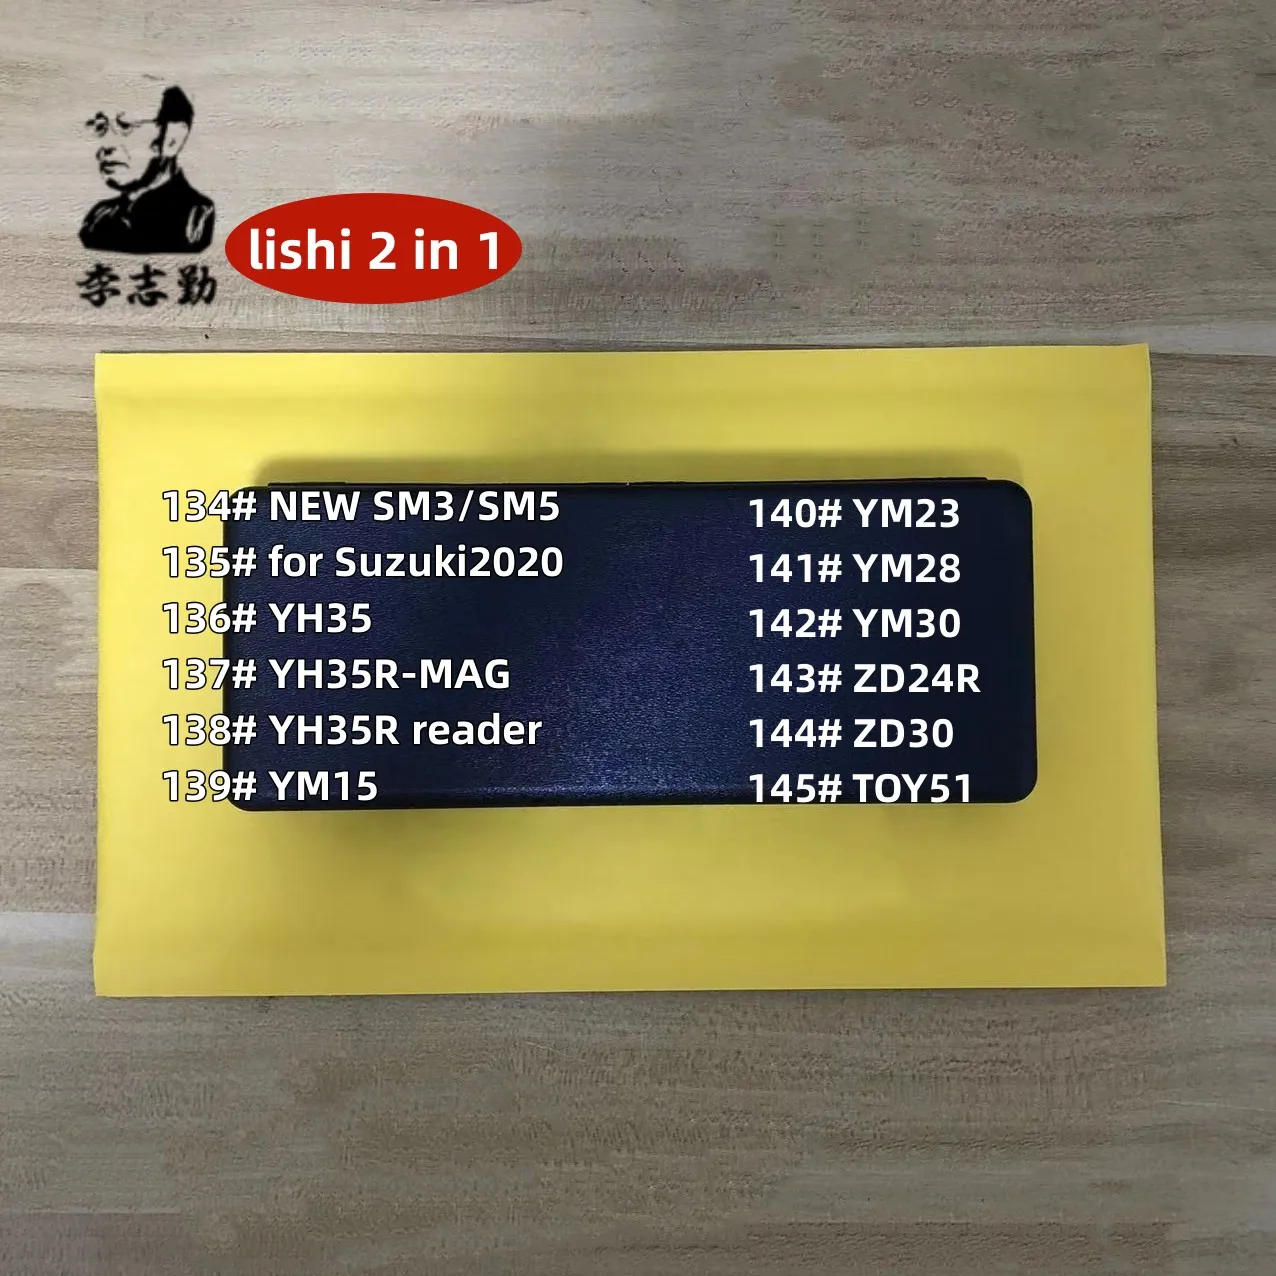 李志勤
lishi 2 in 1
134# NEW SM3/SM5
135# for Suzuki2020
136# YH35
137# YH35R-MAG
138# YH35R reader
139# YM15
140# YM23
141# YM28
142# YM30
143# ZD24R
144# ZD30
145# TOY51